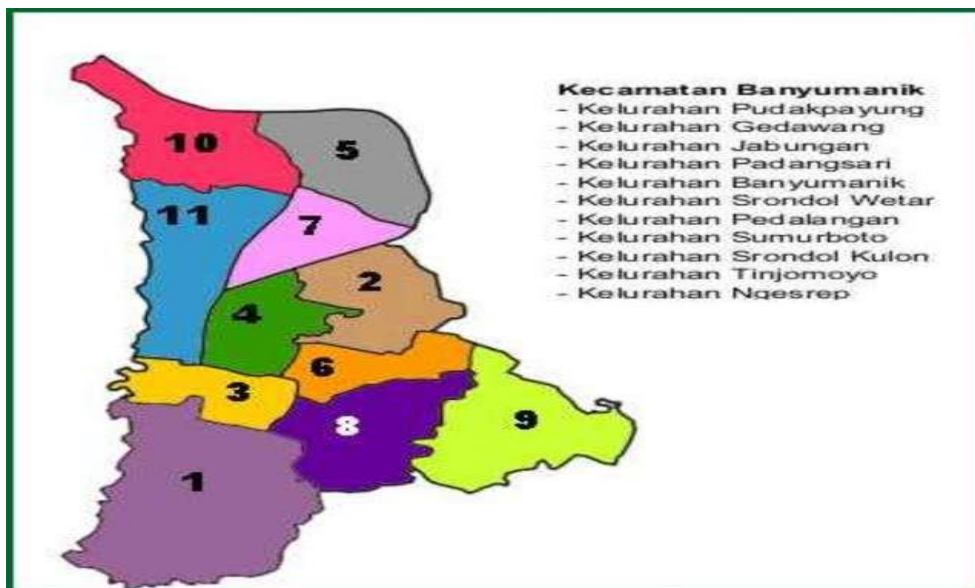 10
5
11
7
2
4
6
3
8
9
1
Kecamatan Banyumanik
- Kelurahan Pudakpayung
- Kelurahan Gedawang
- Kelurahan Jabungan
- Kelurahan Padangsari
- Kelurahan Banyumanik
- Kelurahan Srondol Wetar
- Kelurahan Pedalangan
- Kelurahan Sumurboto
- Kelurahan Srondol Kulon
- Kelurahan Tinjomoyo
- Kelurahan Ngesrep